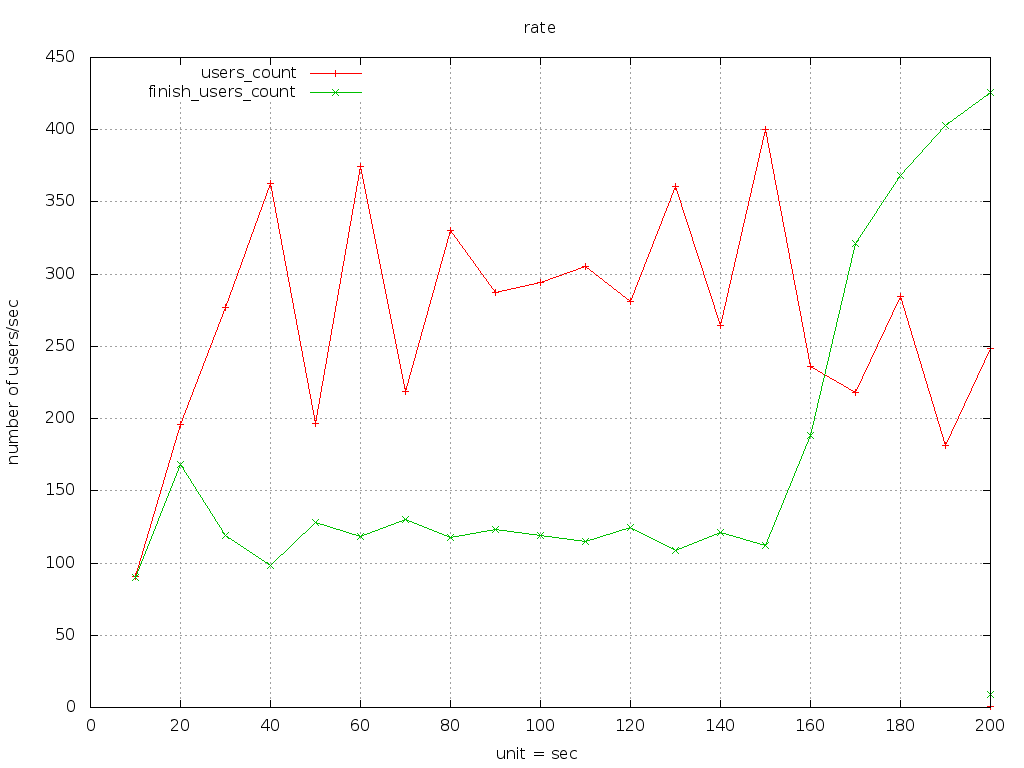 rate
450
400
350
300
250
200
150
100
50
0
users_count
finish_users_count
number of users/sec
0 20 40 60 80 100 120 140 160 180 200
unit = sec